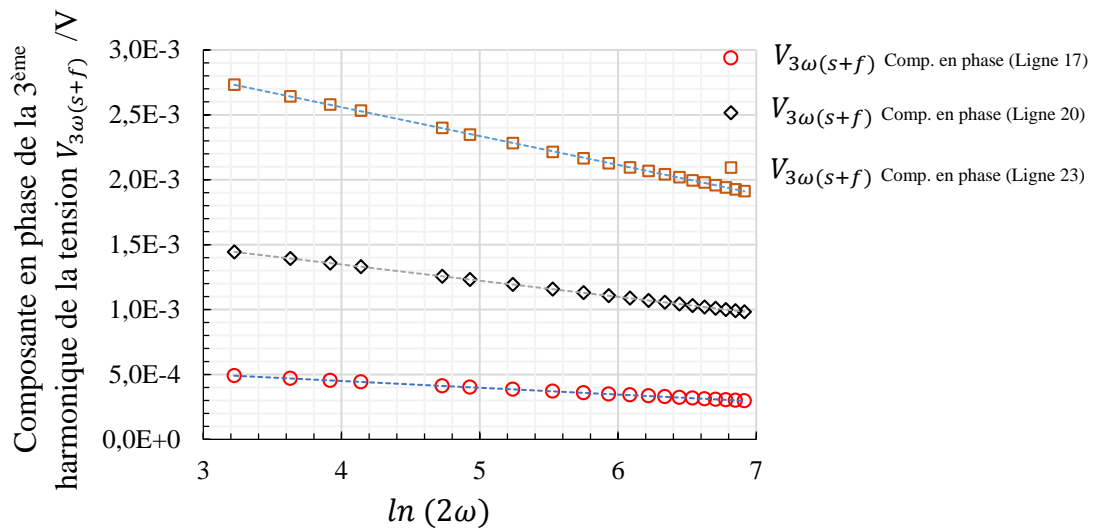 Composante en phase de la 3ème
harmonique de la tension V3ω(s+f) /V
3,0E-3
2,5E-3
2,0E-3
1,5E-3
1,0E-3
5,0E-4
0,0E+0
3
4
5
6
7
ln (2ω)
V3ω(s+f) Comp. en phase (Ligne 17)
V3ω(s+f) Comp. en phase (Ligne 20)
V3ω(s+f) Comp. en phase (Ligne 23)